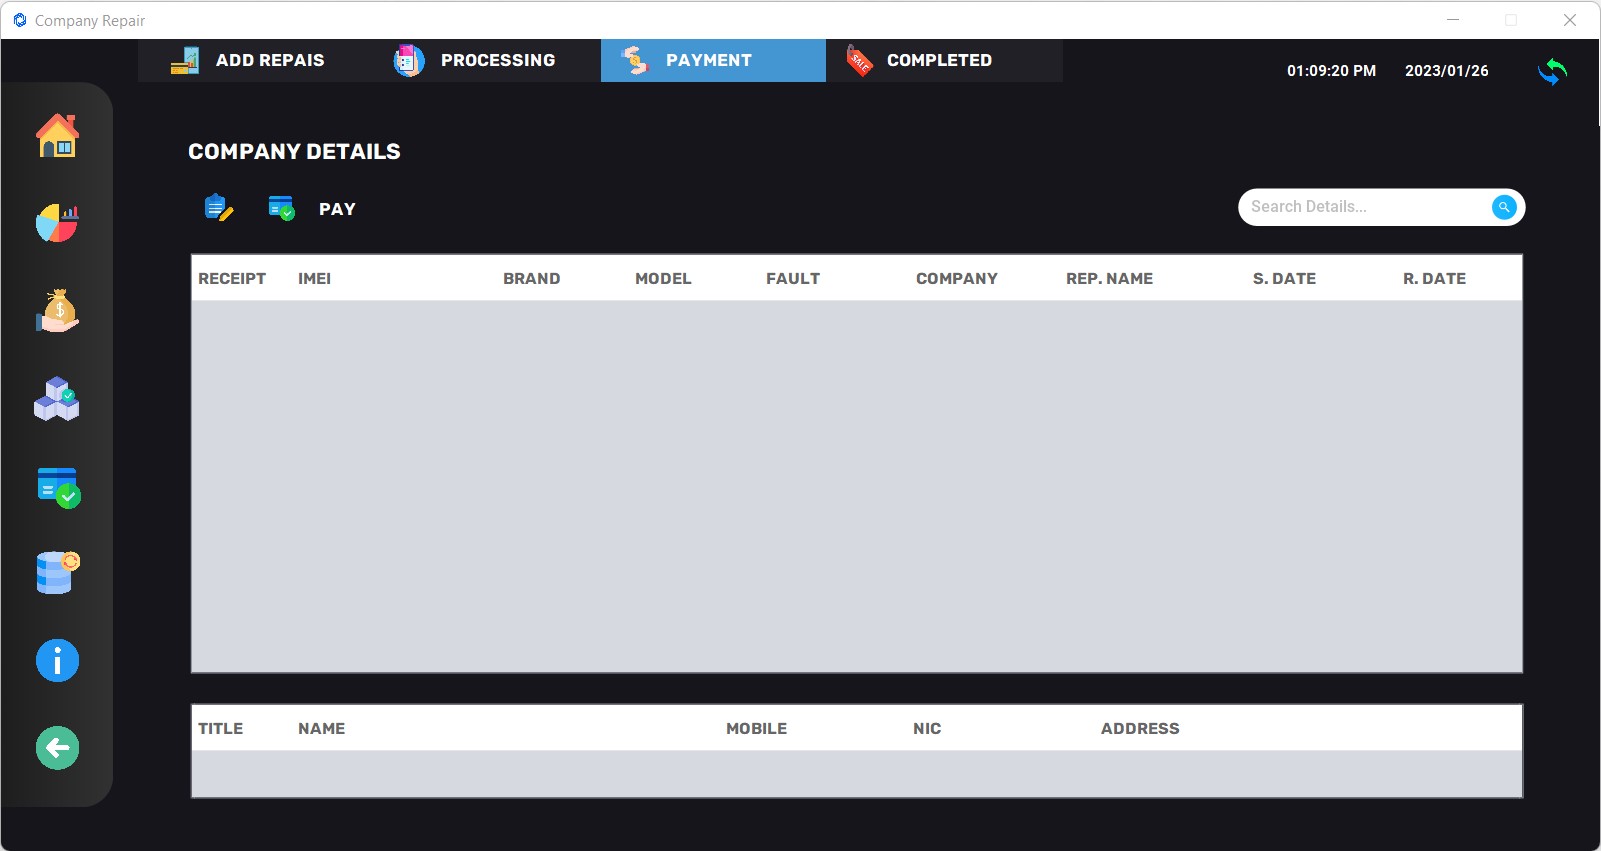 Company Repair
ADD REPAIS PROCESSING PAYMENT SALE COMPLETED
01:09:20 PM 2023/01/26
COMPANY DETAILS
PAY
Search Details...
RECEIPT IMEI BRAND MODEL FAULT COMPANY REP. NAME S. DATE R. DATE
TITLE NAME MOBILE NIC ADDRESS